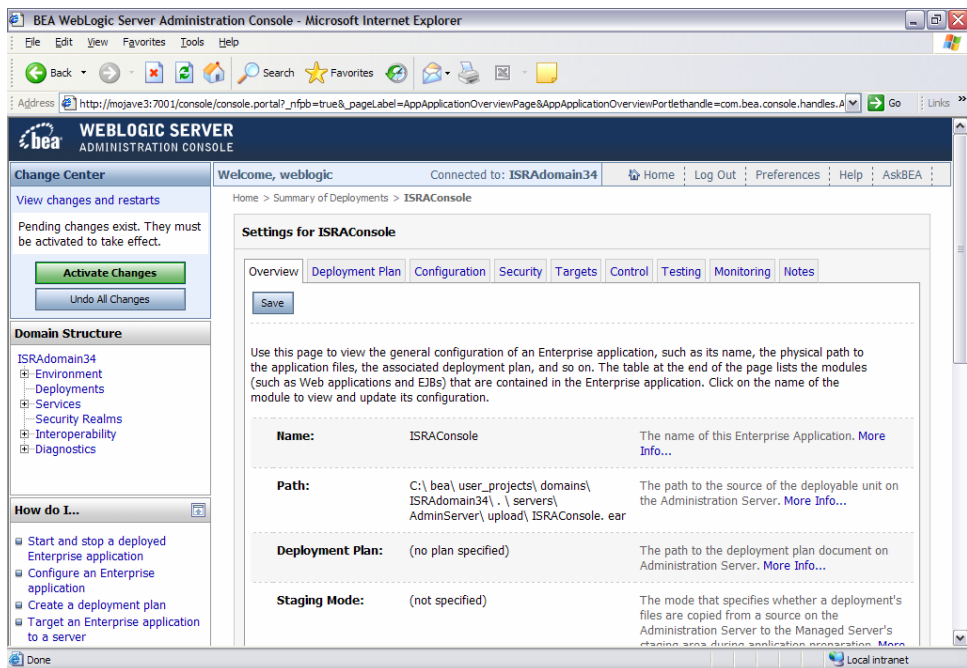 BEA WebLogic Server Administration Console - Microsoft Internet Explorer
File Edit View Favorites Tools Help
Back Search Favorites
Address http://mojave3:7001/console/console.portal?_nfpb=true&_pageLabel=AppApplicationOverviewPage&AppApplicationOverviewPortlethandle=com.bea.console.handles.A Go Links »
bea WEBLOGIC SERVER
ADMINISTRATION CONSOLE
Change Center
View changes and restarts
Pending changes exist. They must
be activated to take effect.
Activate Changes
Undo All Changes
Domain Structure
ISRAdomain34
Environment
Deployments
Services
Security Realms
Interoperability
Diagnostics
How do I...
Start and stop a deployed
Enterprise application
Configure an Enterprise
application
Create a deployment plan
Target an Enterprise application
to a server
Welcome, weblogic Connected to: ISRAdomain34 Home Log Out Preferences Help AskBEA
Home > Summary of Deployments > ISRAConsole
Settings for ISRAConsole
Overview Deployment Plan Configuration Security Targets Control Testing Monitoring Notes
Save
Use this page to view the general configuration of an Enterprise application, such as its name, the physical path to
the application files, the associated deployment plan, and so on. The table at the end of the page lists the modules
(such as Web applications and EJBs) that are contained in the Enterprise application. Click on the name of the
module to view and update its configuration.
Name: ISRAConsole The name of this Enterprise Application. More
Info...
Path: C:\ bea\ user_projects\ domains\ The path to the source of the deployable unit on
ISRAdomain34\ . \ servers\ the Administration Server. More Info...
AdminServer\ upload\ ISRAConsole. ear
Deployment Plan: (no plan specified) The path to the deployment plan document on
Administration Server. More Info...
Staging Mode: (not specified) The mode that specifies whether a deployment's
files are copied from a source on the
Administration Server to the Managed Server's
staging area during application preparation. More
Done Local intranet